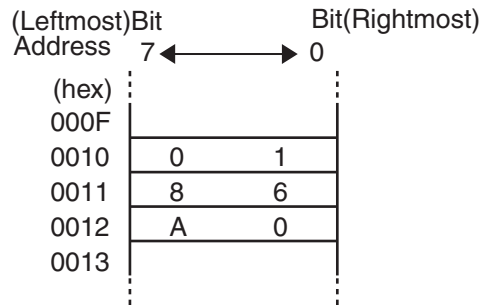 (Leftmost)Bit Bit(Rightmost)
Address 7 0
(hex)
000F
0010 0 1
0011 8 6
0012 A 0
0013